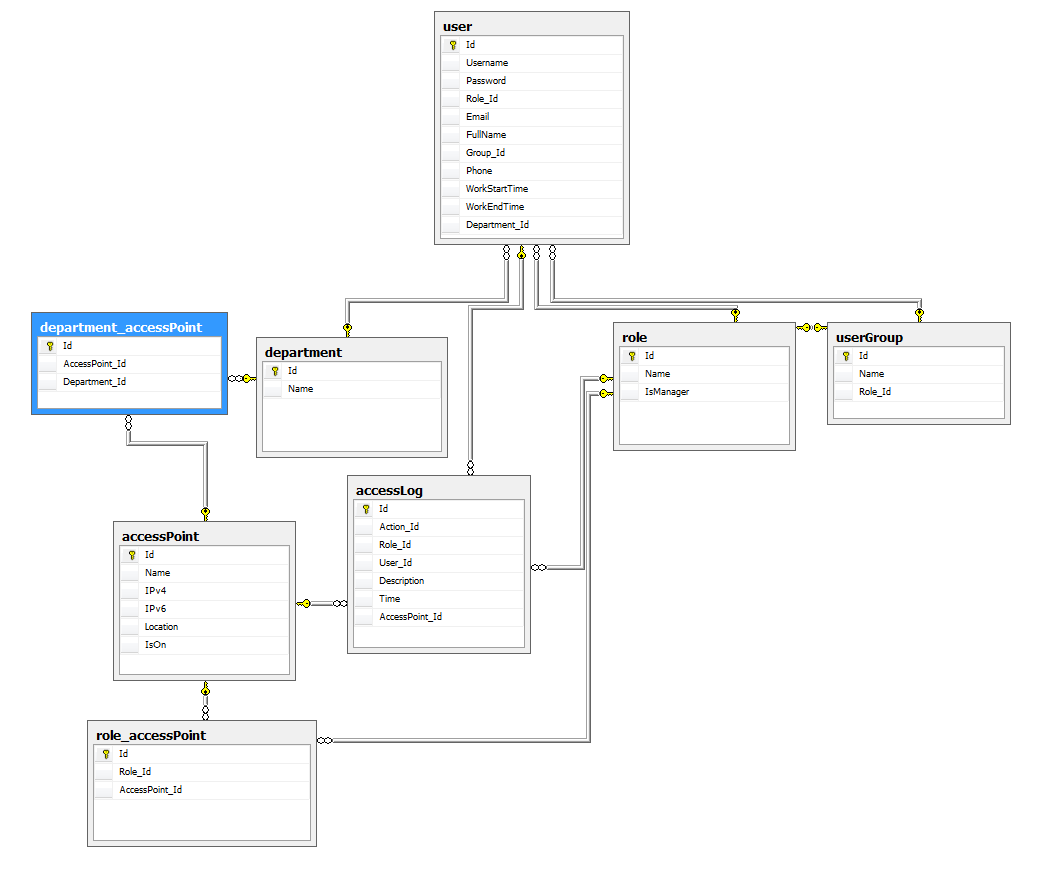 user
Id
Username
Password
Role_Id
Email
FullName
Group_Id
Phone
WorkStartTime
WorkEndTime
Department_Id
department_accessPoint
Id
AccessPoint_Id
Department_Id
department
Id
Name
role
Id
Name
IsManager
userGroup
Id
Name
Role_Id
accessLog
Id
Action_Id
Role_Id
User_Id
Description
Time
AccessPoint_Id
accessPoint
Id
Name
IPv4
IPv6
Location
IsOn
role_accessPoint
Id
Role_Id
AccessPoint_Id